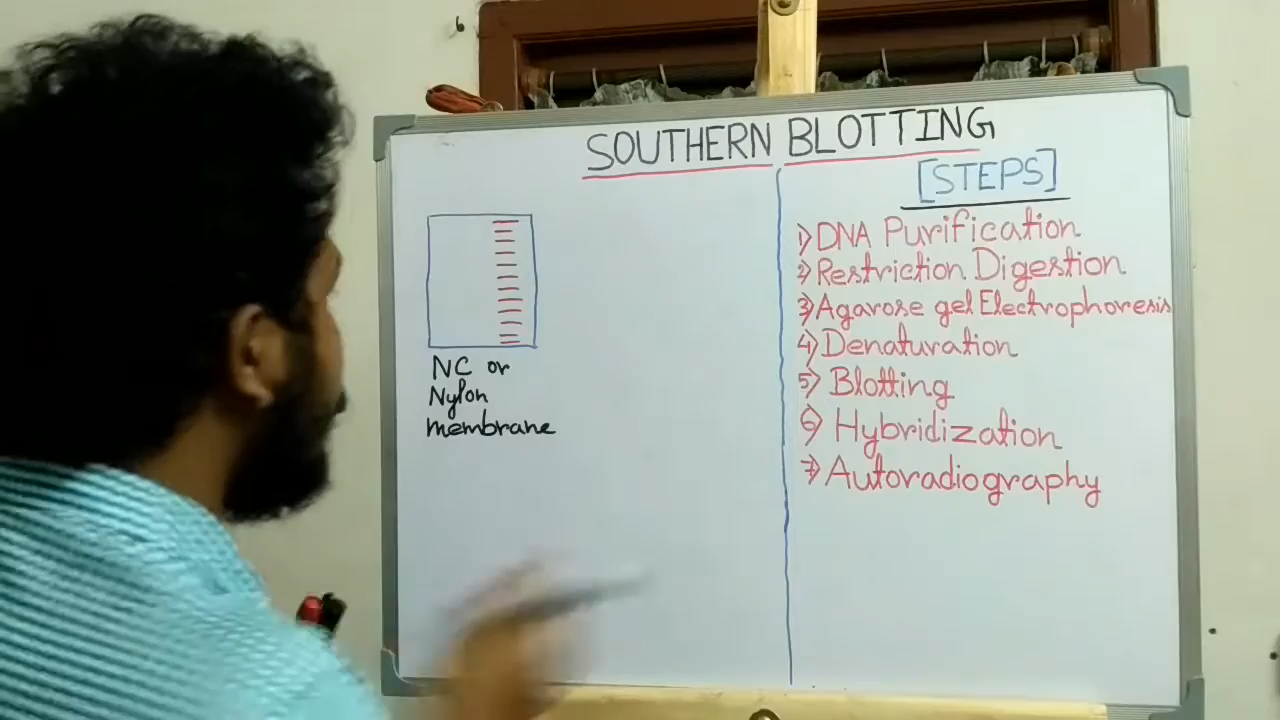 SOUTHERN BLOTTING
NC or
Nylon
membrane
[STEPS]
1) DNA Purification
2) Restriction Digestion
3) Agarose gel Electrophoresis
4) Denaturation
5) Blotting
6) Hybridization
7) Autoradiography